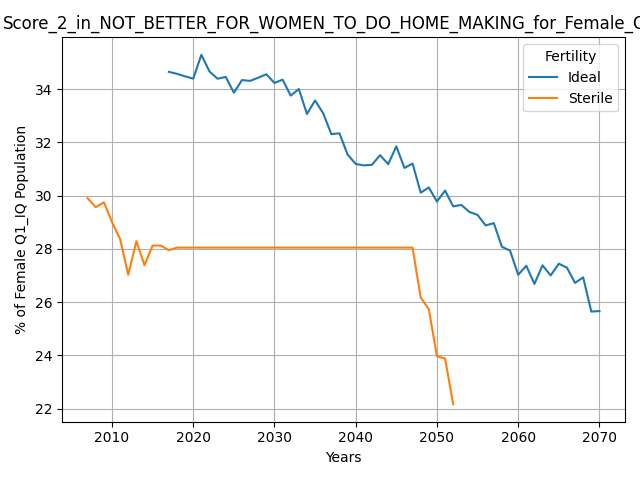 Score_2_in_NOT_BETTER_FOR_WOMEN_TO_DO_HOME_MAKING_for_Female_
Fertility
Ideal
Sterile
% of Female Q1_IQ Population
34
32
30
28
26
24
22
2010
2020
2030
2040
2050
2060
2070
Years